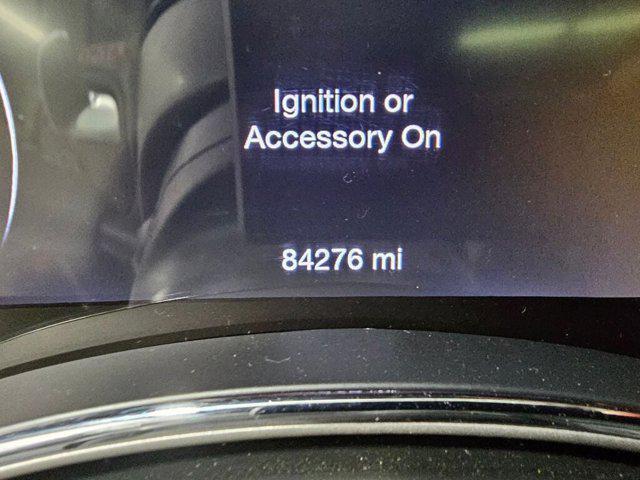 Ignition or
Accessory On
84276 mi